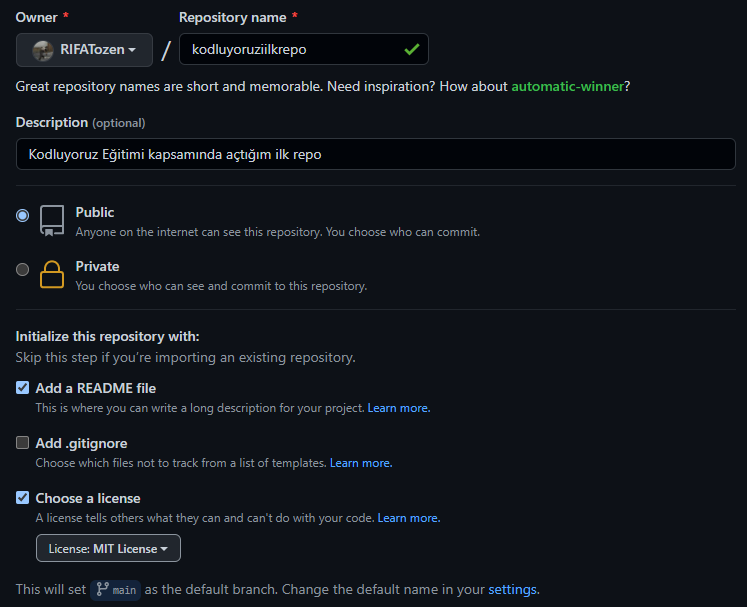 Owner * Repository name *
RIFATozen / kodluyoruziilkrepo
Great repository names are short and memorable. Need inspiration? How about automatic-winner?
Description (optional)
Kodluyoruz Eğitimi kapsamında açtığım ilk repo
Public
Anyone on the internet can see this repository. You choose who can commit.
Private
You choose who can see and commit to this repository.
Initialize this repository with:
Skip this step if you're importing an existing repository.
Add a README file
This is where you can write a long description for your project. Learn more.
Add .gitignore
Choose which files not to track from a list of templates. Learn more.
Choose a license
A license tells others what they can and can't do with your code. Learn more.
License: MIT License
This will set main as the default branch. Change the default name in your settings.